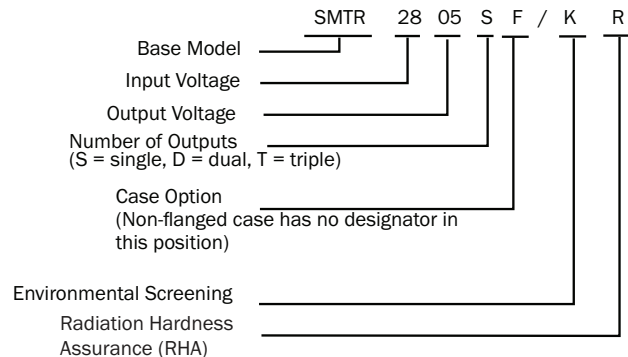 SMTR 28 05 S F / K R
Base Model
Input Voltage
Output Voltage
Number of Outputs
(S = single, D = dual, T = triple)
Case Option
(Non-flanged case has no designator in
this position)
Environmental Screening
Radiation Hardness
Assurance (RHA)